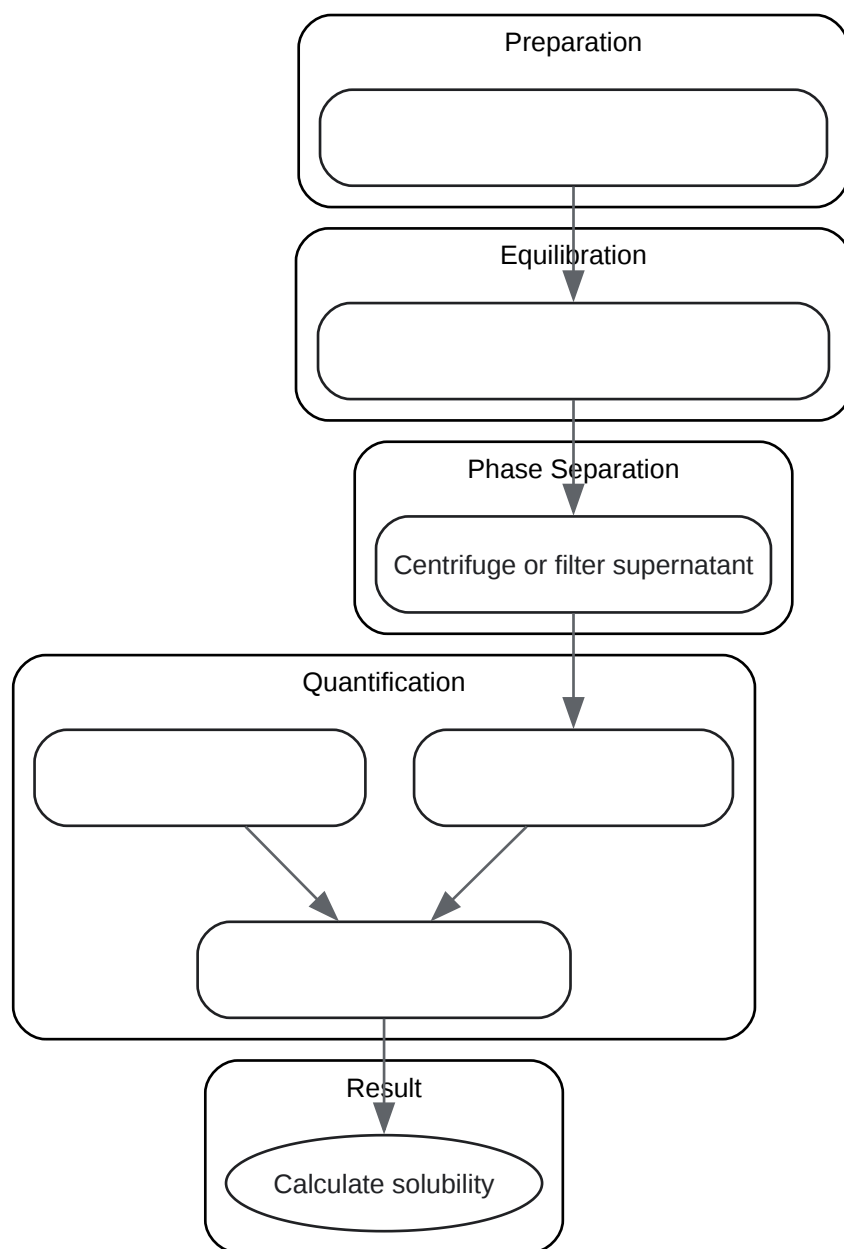 Preparation
Equilibration
Phase Separation
Centrifuge or filter supernatant
Quantification
Result
Calculate solubility